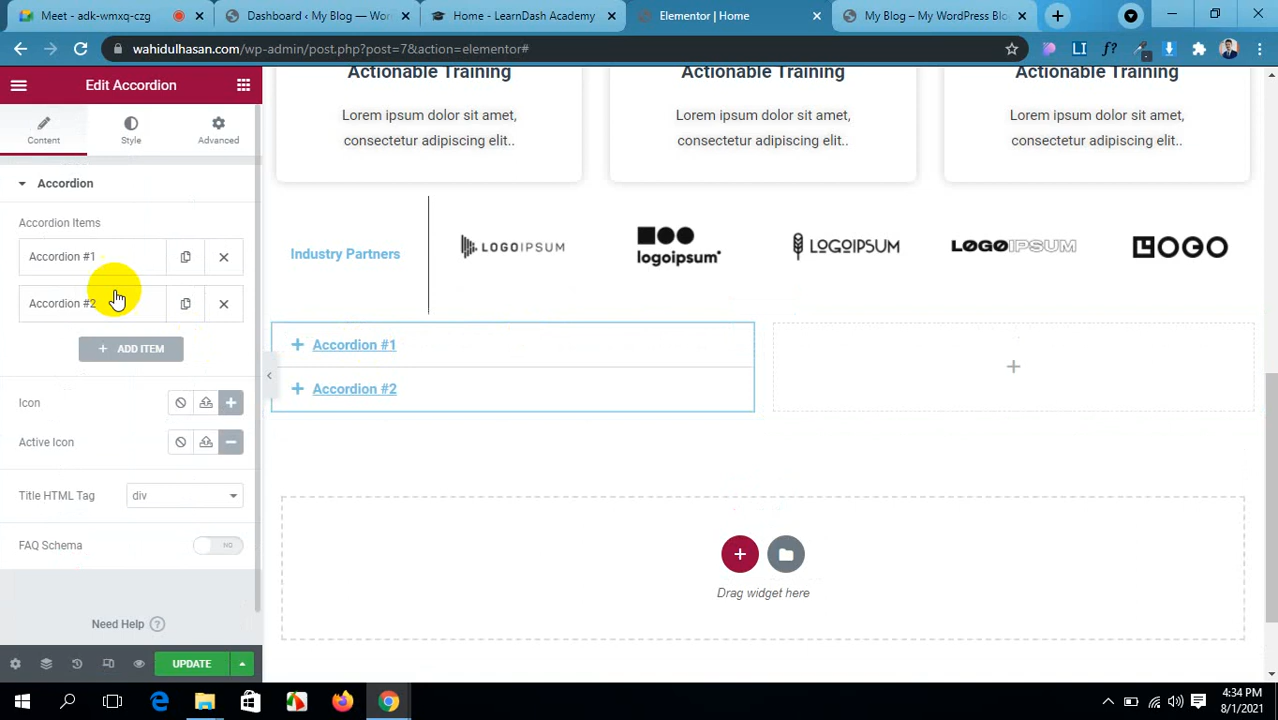 Meet - adk-wmxq-czg
Dashboard ‹ My Blog — Wor
Home - LearnDash Academy
Elementor | Home
My Blog – My WordPress Blo
wahidulhasan.com/wp-admin/post.php?post=7&action=elementor#
Edit Accordion
Content
Style
Advanced
Accordion
Accordion Items
Accordion #1
Accordion #2
ADD ITEM
Icon
Active Icon
Title HTML Tag
div
FAQ Schema
NO
Need Help
UPDATE
Actionable Training
Lorem ipsum dolor sit amet,
consectetur adipiscing elit..
Actionable Training
Lorem ipsum dolor sit amet,
consectetur adipiscing elit..
Actionable Training
Lorem ipsum dolor sit amet,
consectetur adipiscing elit..
Industry Partners
LOGOIPSUM
logoipsum
LOGOIPSUM
LOGOIPSUM
LOGO
Accordion #1
Accordion #2
Drag widget here
4:34 PM
8/1/2021